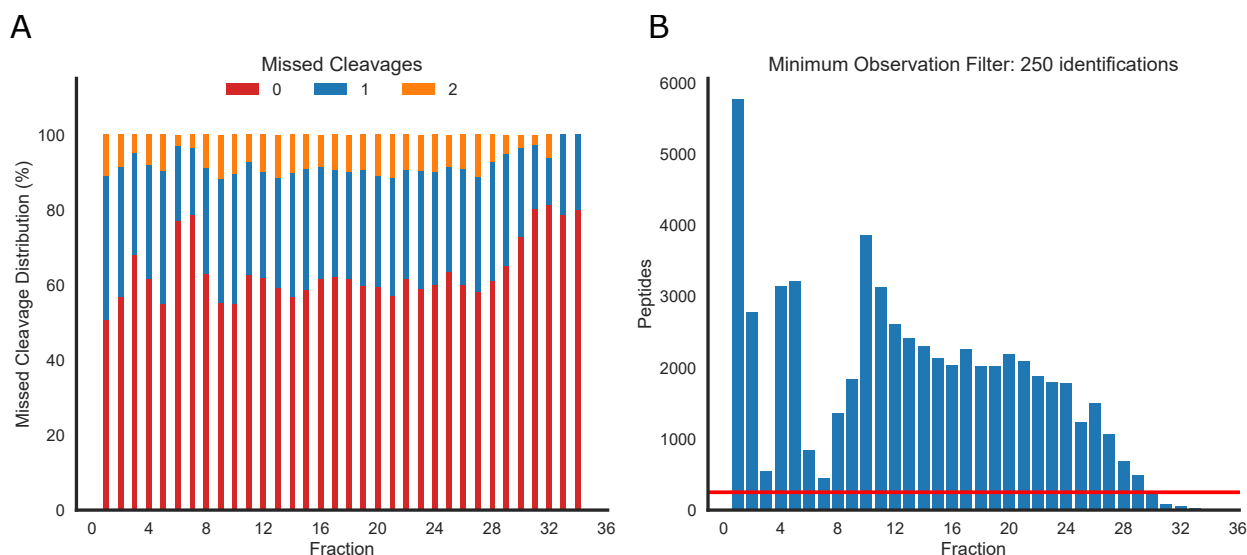 A
Missed Cleavages
0 1 2
Missed Cleavage Distribution (%)
100
80
60
40
20
0
0 4 8 12 16 20 24 28 32 36
Fraction
B
Minimum Observation Filter: 250 identifications
Peptides
6000
5000
4000
3000
2000
1000
0
0 4 8 12 16 20 24 28 32 36
Fraction